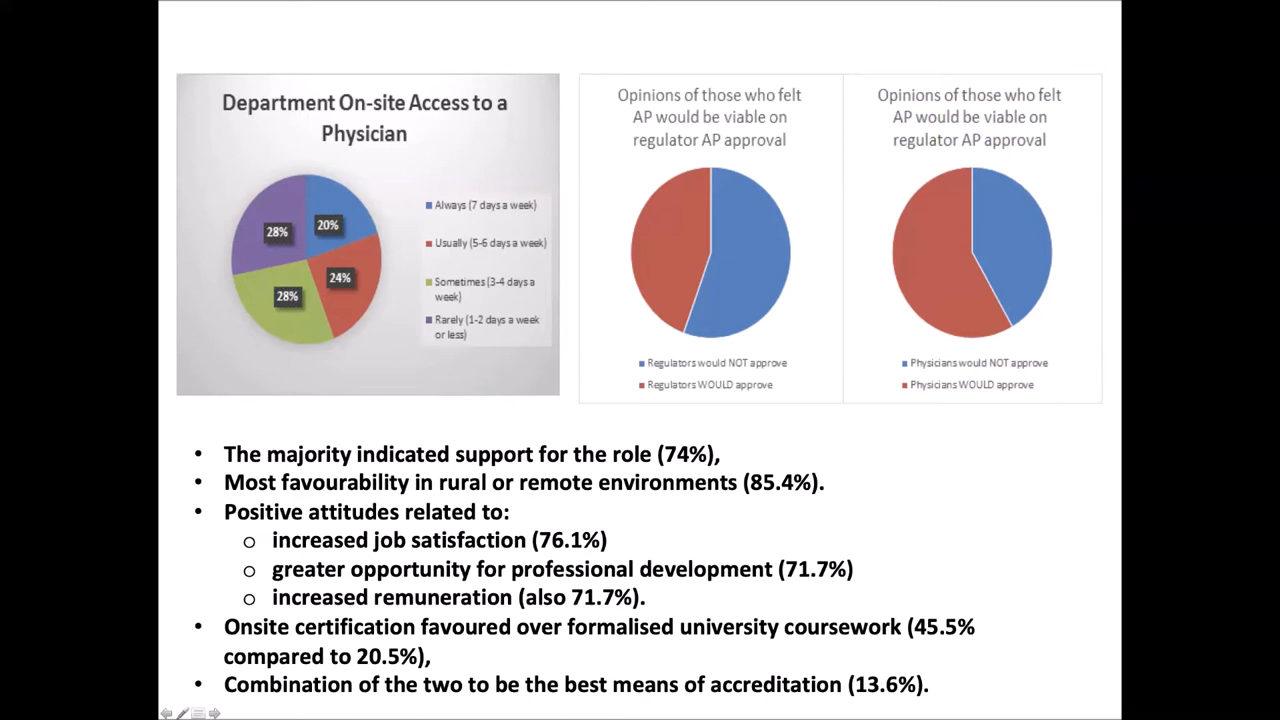 Department On-site Access to a
Physician
20%
24%
28%
28%
Always (7 days a week)
Usually (5-6 days a week)
Sometimes (3-4 days a
week)
Rarely (1-2 days a week
or less)
Opinions of those who felt
AP would be viable on
regulator AP approval
Regulators would NOT approve
Regulators WOULD approve
Opinions of those who felt
AP would be viable on
regulator AP approval
Physicians would NOT approve
Physicians WOULD approve
• The majority indicated support for the role (74%),
• Most favourability in rural or remote environments (85.4%).
• Positive attitudes related to:
o increased job satisfaction (76.1%)
o greater opportunity for professional development (71.7%)
o increased remuneration (also 71.7%).
• Onsite certification favoured over formalised university coursework (45.5%
compared to 20.5%),
• Combination of the two to be the best means of accreditation (13.6%).